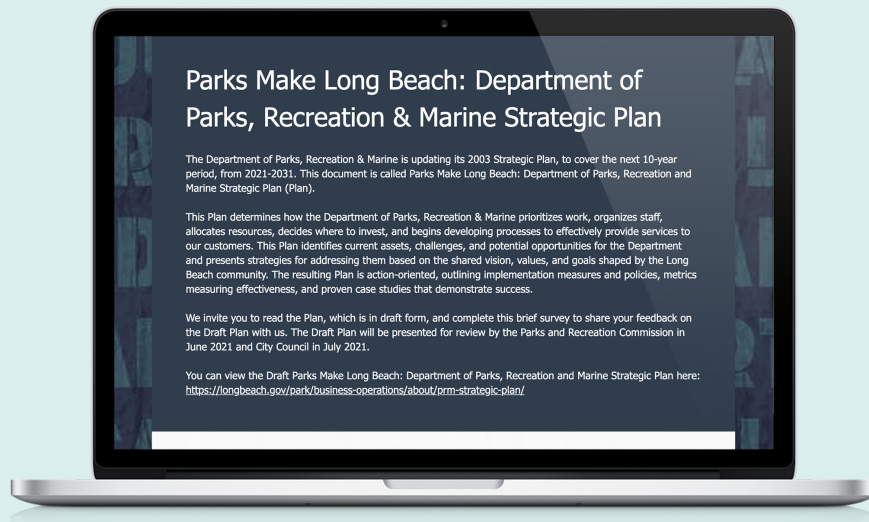 Parks Make Long Beach: Department of
Parks, Recreation & Marine Strategic Plan
The Department of Parks, Recreation & Marine is updating its 2003 Strategic Plan, to cover the next 10-year
period, from 2021-2031. This document is called Parks Make Long Beach: Department of Parks, Recreation and
Marine Strategic Plan (Plan).
This Plan determines how the Department of Parks, Recreation & Marine prioritizes work, organizes staff,
allocates resources, decides where to invest, and begins developing processes to effectively provide services to
our customers. This Plan identifies current assets, challenges, and potential opportunities for the Department
and presents strategies for addressing them based on the shared vision, values, and goals shaped by the Long
Beach community. The resulting Plan is action-oriented, outlining implementation measures and policies, metrics
measuring effectiveness, and proven case studies that demonstrate success.
We invite you to read the Plan, which is in draft form, and complete this brief survey to share your feedback on
the Draft Plan with us. The Draft Plan will be presented for review by the Parks and Recreation Commission in
June 2021 and City Council in July 2021.
You can view the Draft Parks Make Long Beach: Department of Parks, Recreation and Marine Strategic Plan here:
https://longbeach.gov/park/business-operations/about/prm-strategic-plan/